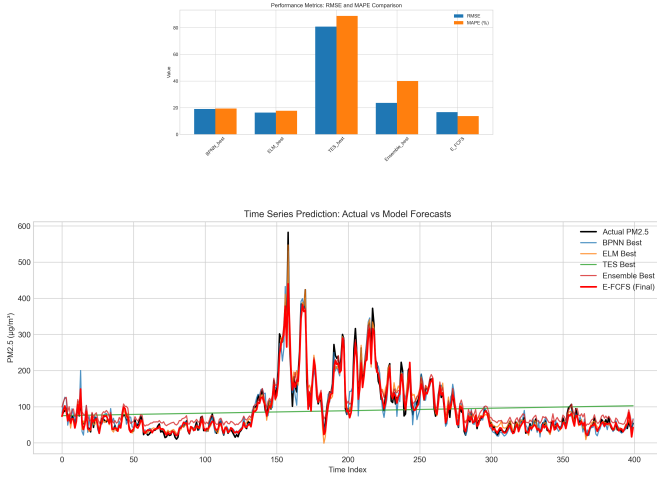 Performance Metrics: RMSE and MAPE Comparison
RMSE
MAPE (%)
Value
80
60
40
20
0
BPNN_best
ELM_best
TES_best
Ensemble_best
E_FCFS
Time Series Prediction: Actual vs Model Forecasts
Actual PM2.5
BPNN Best
ELM Best
TES Best
Ensemble Best
E-FCFS (Final)
PM2.5 (µg/m³)
600
500
400
300
200
100
0
0 50 100 150 200 250 300 350 400
Time Index